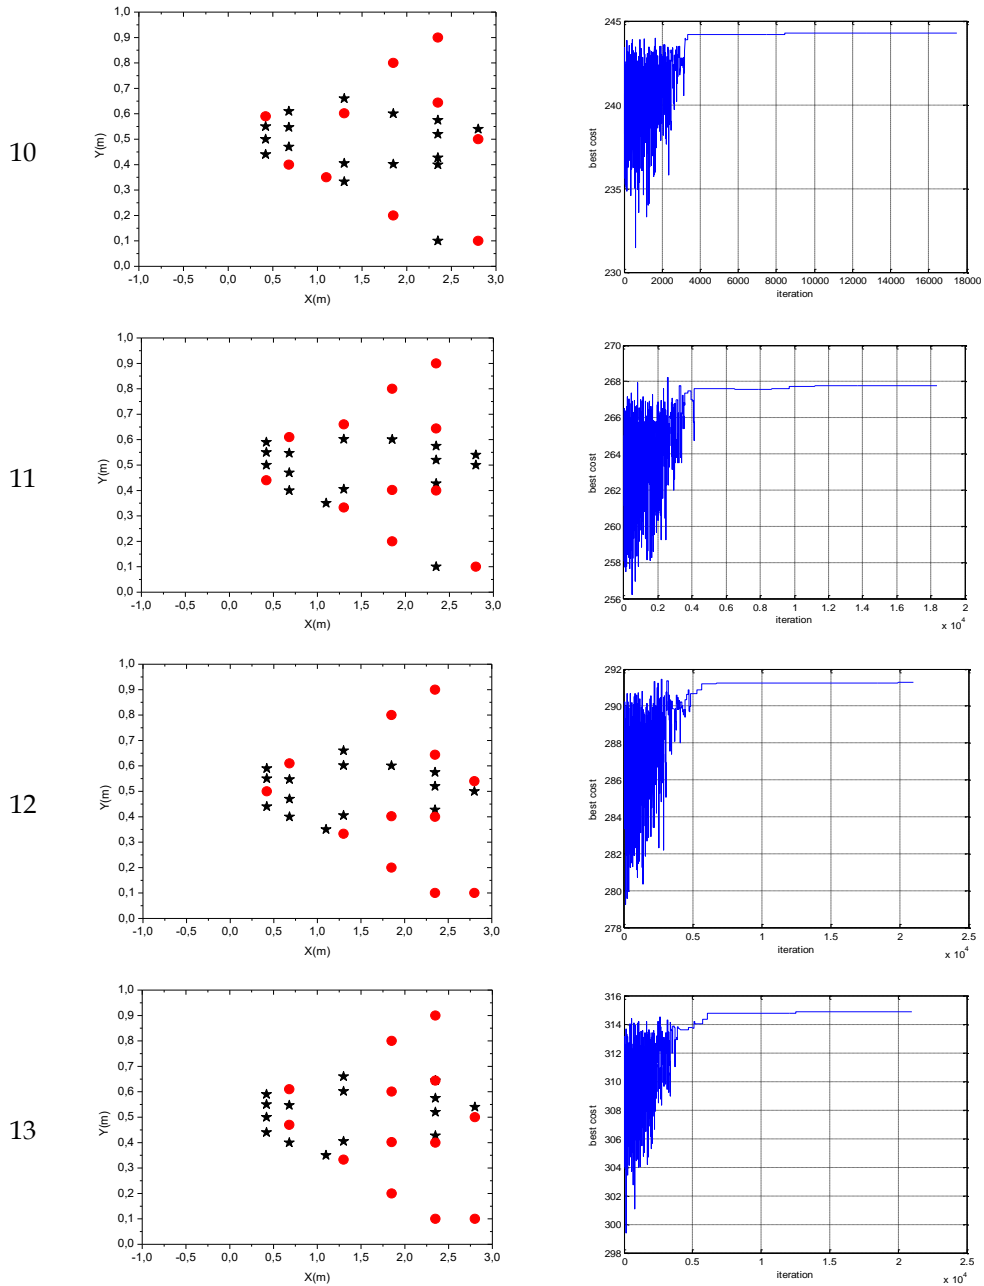 10
1,0
0,9
0,8
0,7
0,6
0,5
0,4
0,3
0,2
0,1
0,0
Y(m)
-1,0 -0,5 0,0 0,5 1,0 1,5 2,0 2,5 3,0
X(m)
245
240
235
230
best cost
0 2000 4000 6000 8000 10000 12000 14000 16000 18000
iteration
11
1,0
0,9
0,8
0,7
0,6
0,5
0,4
0,3
0,2
0,1
0,0
Y(m)
-1,0 -0,5 0,0 0,5 1,0 1,5 2,0 2,5 3,0
X(m)
270
268
266
264
262
260
258
256
best cost
0 0.2 0.4 0.6 0.8 1 1.2 1.4 1.6 1.8 2
iteration
x 10^4
12
1,0
0,9
0,8
0,7
0,6
0,5
0,4
0,3
0,2
0,1
0,0
Y(m)
-1,0 -0,5 0,0 0,5 1,0 1,5 2,0 2,5 3,0
X(m)
292
290
288
286
284
282
280
278
best cost
0 0.5 1 1.5 2 2.5
iteration
x 10^4
13
1,0
0,9
0,8
0,7
0,6
0,5
0,4
0,3
0,2
0,1
0,0
Y(m)
-1,0 -0,5 0,0 0,5 1,0 1,5 2,0 2,5 3,0
X(m)
316
314
312
310
308
306
304
302
300
298
best cost
0 0.5 1 1.5 2 2.5
iteration
x 10^4